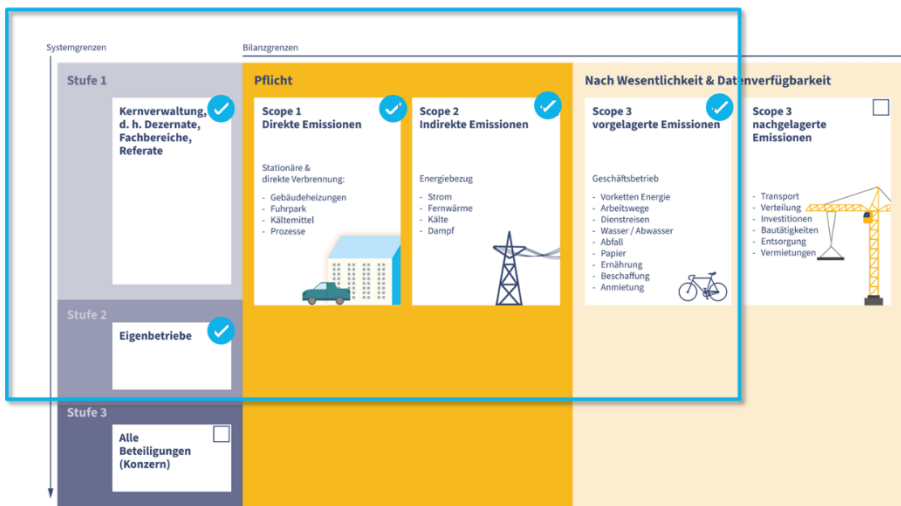 Systemgrenzen
Bilanzgrenzen
Stufe 1
Kernverwaltung,
d. h. Dezernate,
Fachbereiche,
Referate
Stufe 2
Eigenbetriebe
Stufe 3
Alle
Beteiligungen
(Konzern)
Pflicht
Scope 1
Direkte Emissionen
Stationäre &
direkte Verbrennung:
- Gebäudeheizungen
- Fuhrpark
- Kältemittel
- Prozesse
Scope 2
Indirekte Emissionen
Energiebezug
- Strom
- Fernwärme
- Kälte
- Dampf
Nach Wesentlichkeit & Datenverfügbarkeit
Scope 3
vorgelagerte Emissionen
Geschäftsbetrieb
- Vorketten Energie
- Arbeitswege
- Dienstreisen
- Wasser / Abwasser
- Abfall
- Papier
- Ernährung
- Beschaffung
- Anmietung
Scope 3
nachgelagerte
Emissionen
- Transport
- Verteilung
- Investitionen
- Bautätigkeiten
- Entsorgung
- Vermietungen